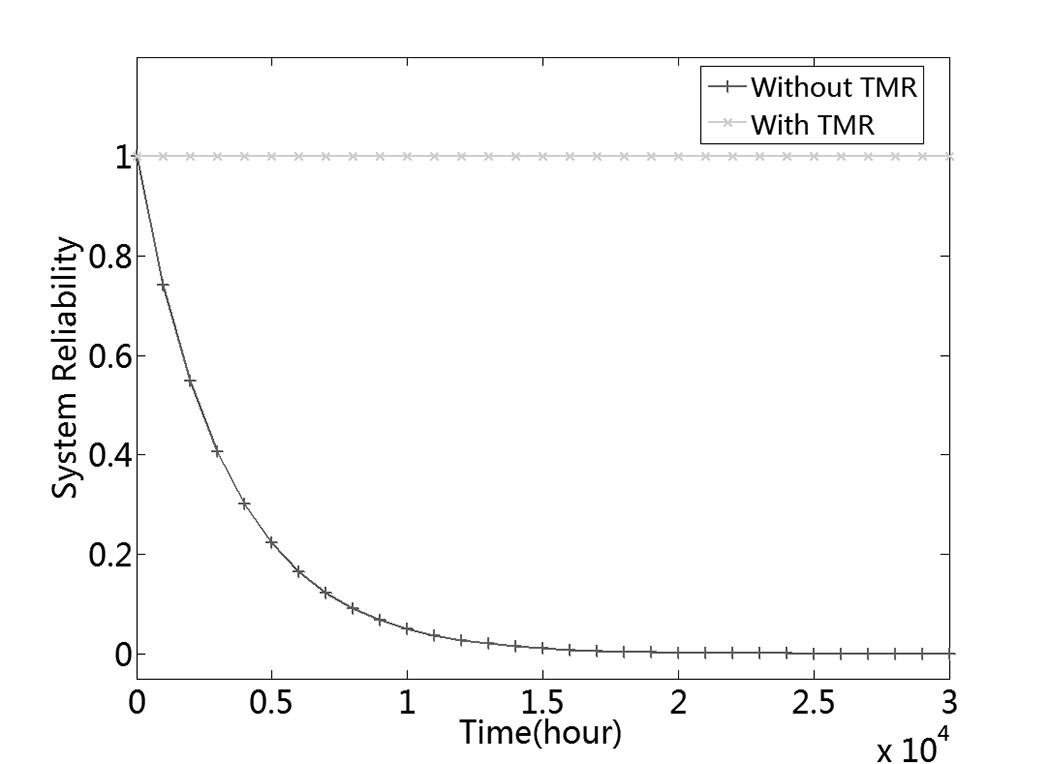 Without TMR
With TMR
1
0.8
0.6
0.4
0.2
0
System Reliability
0 0.5 1 1.5 2 2.5 3
Time(hour)
x 10^4